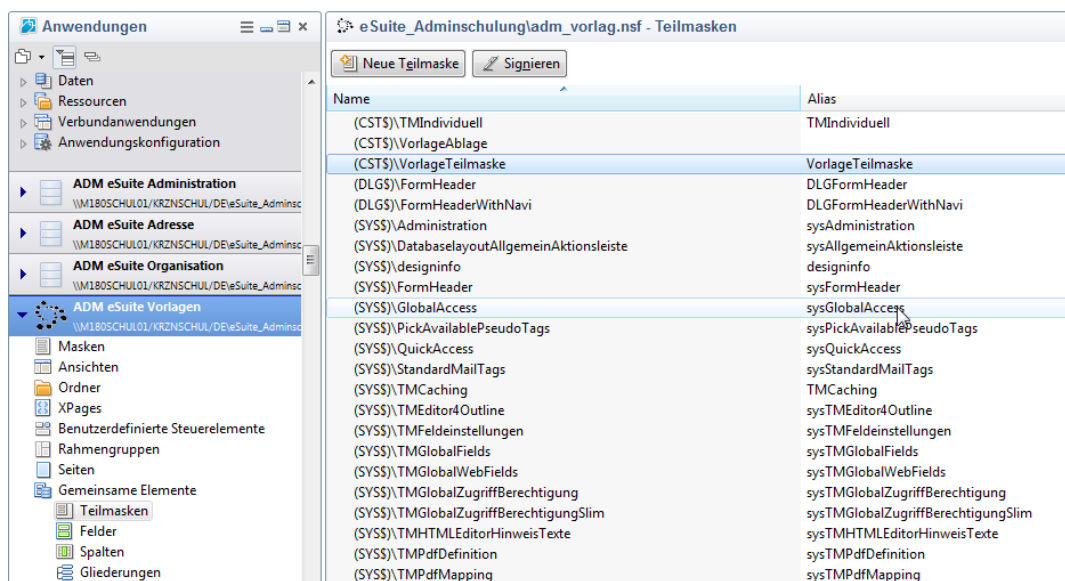 Anwendungen
Daten
Ressourcen
Verbundanwendungen
Anwendungskonfiguration
ADM eSuite Administration
\\M180SCHUL01/KRZNSCHUL/DE\eSuite_Adminsc
ADM eSuite Adresse
\\M180SCHUL01/KRZNSCHUL/DE\eSuite_Adminsc
ADM eSuite Organisation
\\M180SCHUL01/KRZNSCHUL/DE\eSuite_Adminsc
ADM eSuite Vorlagen
\\M180SCHUL01/KRZNSCHUL/DE\eSuite_Adminsc
Masken
Ansichten
Ordner
XPages
Benutzerdefinierte Steuerelemente
Rahmengruppen
Seiten
Gemeinsame Elemente
Teilmasken
Felder
Spalten
Gliederungen
eSuite_Adminschulung\adm_vorlag.nsf - Teilmasken
Neue Teilmaske Signieren
Name Alias
(CST$)\TMIndividuell TMIndividuell
(CST$)\VorlageAblage
(CST$)\VorlageTeilmaske VorlageTeilmaske
(DLG$)\FormHeader DLGFormHeader
(DLG$)\FormHeaderWithNavi DLGFormHeaderWithNavi
(SYS$)\Administration sysAdministration
(SYS$)\DatabaselayoutAllgemeinAktionsleiste sysAllgemeinAktionsleiste
(SYS$)\designinfo designinfo
(SYS$)\FormHeader sysFormHeader
(SYS$)\GlobalAccess sysGlobalAccess
(SYS$)\PickAvailablePseudoTags sysPickAvailablePseudoTags
(SYS$)\QuickAccess sysQuickAccess
(SYS$)\StandardMailTags sysStandardMailTags
(SYS$)\TMCaching TMCaching
(SYS$)\TMEditor4Outline sysTMEditor4Outline
(SYS$)\TMFeldeinstellungen sysTMFeldeinstellungen
(SYS$)\TMGlobalFields sysTMGlobalFields
(SYS$)\TMGlobalWebFields sysTMGlobalWebFields
(SYS$)\TMGlobalZugriffBerechtigung sysTMGlobalZugriffBerechtigung
(SYS$)\TMGlobalZugriffBerechtigungSlim sysTMGlobalZugriffBerechtigungSlim
(SYS$)\TMHTMLEditorHinweisTexte sysTMHTMLEditorHinweisTexte
(SYS$)\TMPdfDefinition sysTMPdfDefinition
(SYS$)\TMPdfMapping sysTMPdfMapping